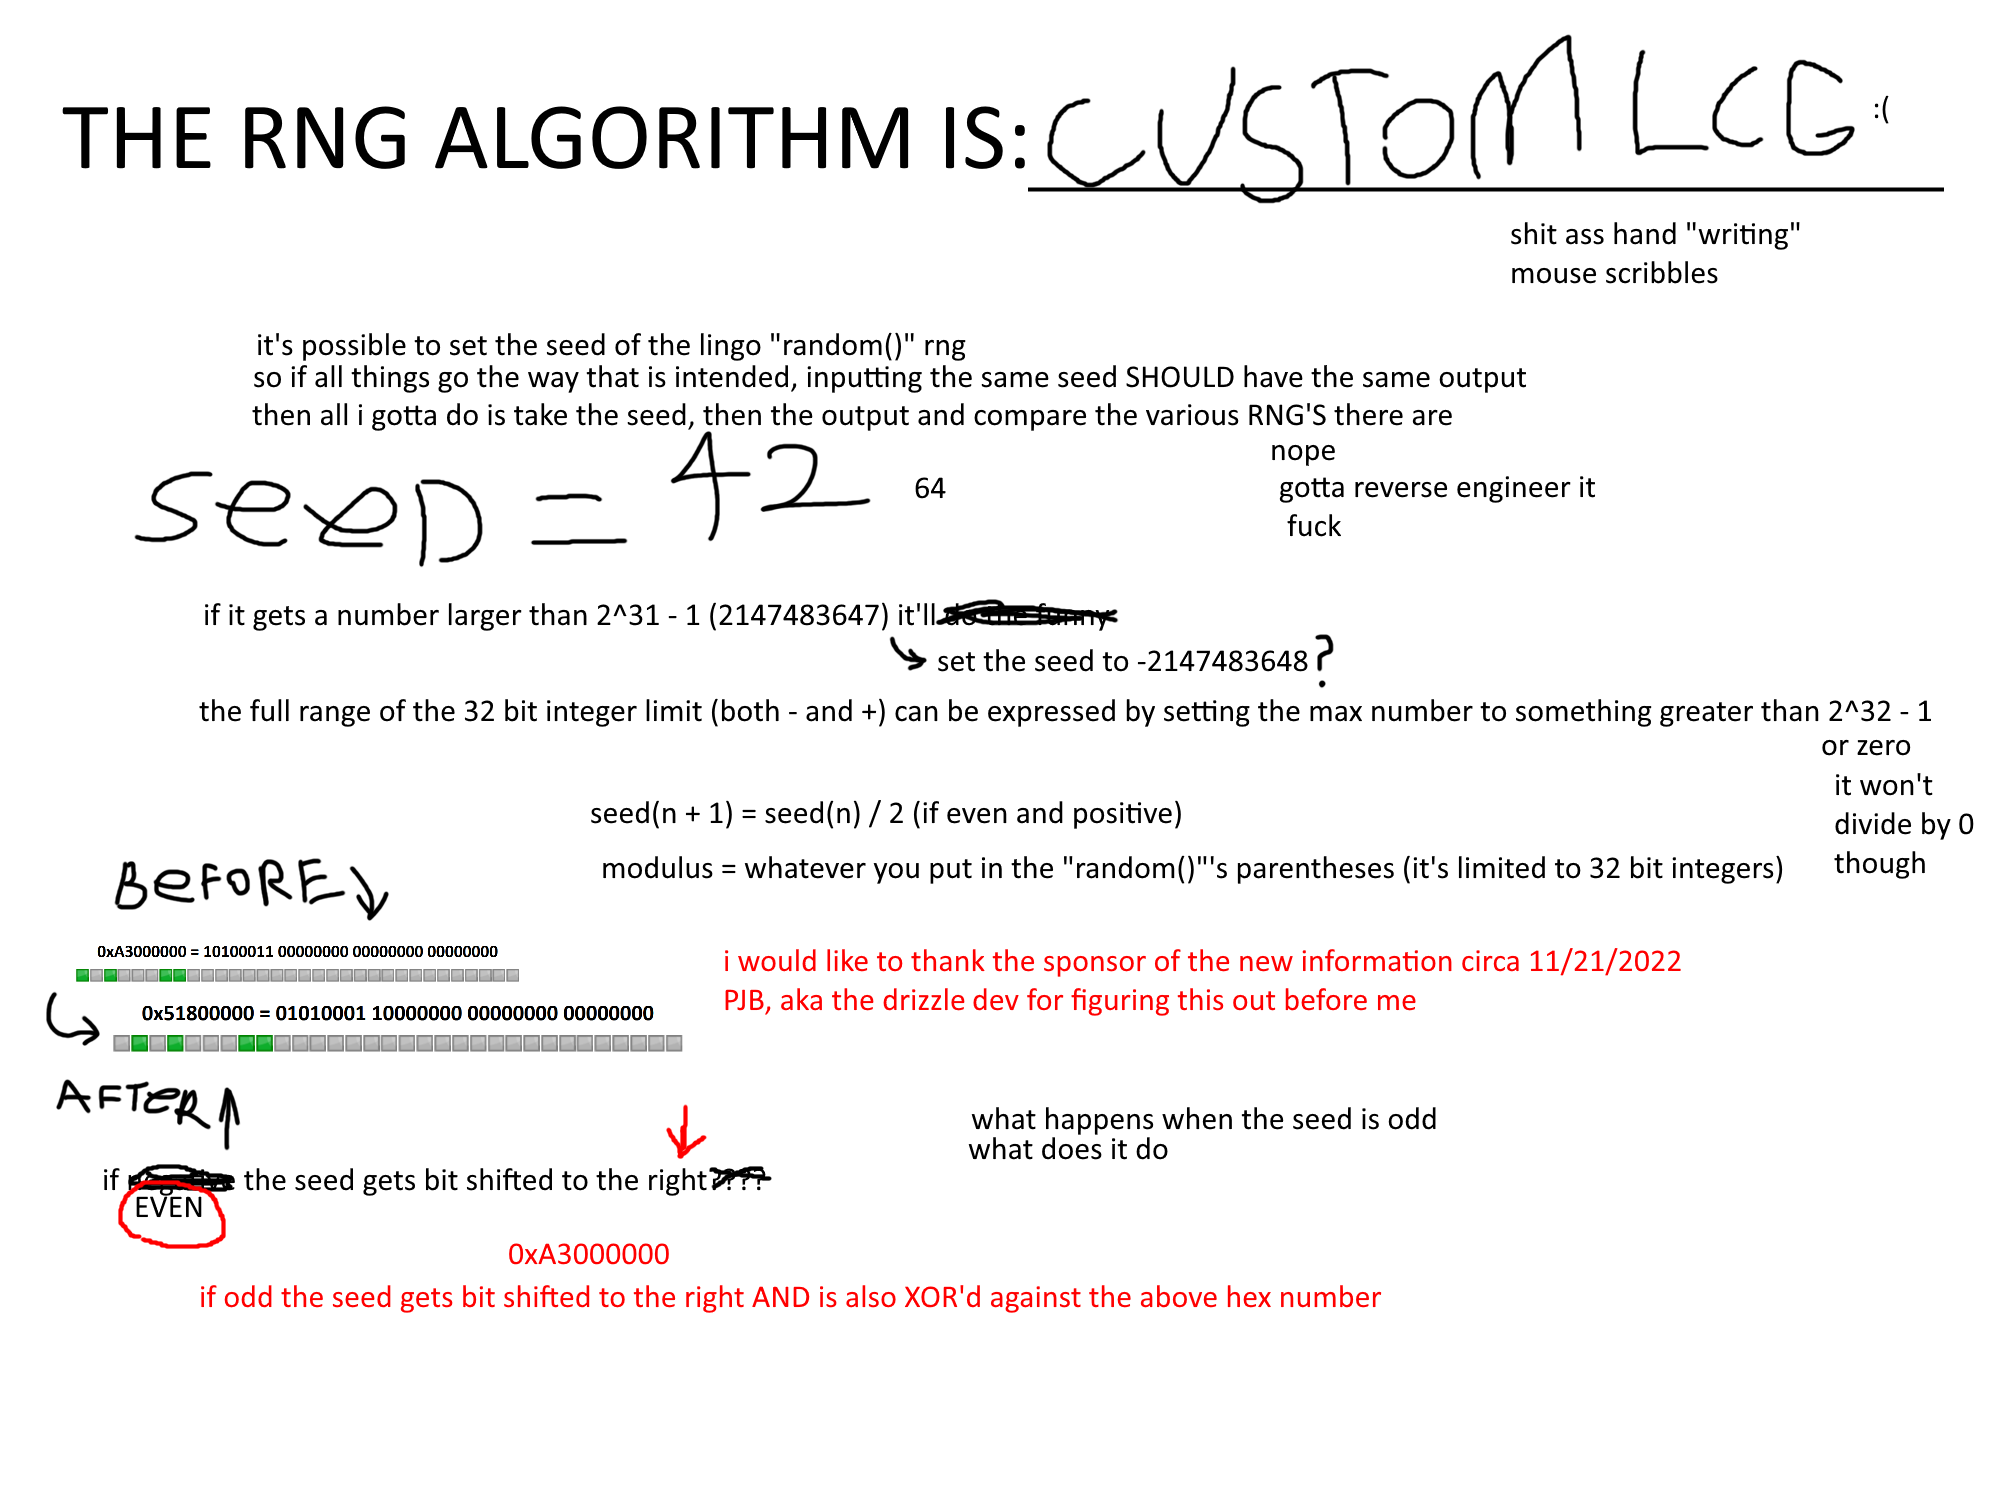 THE RNG ALGORITHM IS: CUSTOM LCG :(
shit ass hand "writing"
mouse scribbles
it's possible to set the seed of the lingo "random()" rng
so if all things go the way that is intended, inputting the same seed SHOULD have the same output
then all i gotta do is take the seed, then the output and compare the various RNG'S there are
nope
gotta reverse engineer it
fuck
seeD = 42
64
if it gets a number larger than 2^31 - 1 (2147483647) it'll do the funny
set the seed to -2147483648?
the full range of the 32 bit integer limit (both - and +) can be expressed by setting the max number to something greater than 2^32 - 1
or zero
it won't
divide by 0
though
seed(n + 1) = seed(n) / 2 (if even and positive)
modulus = whatever you put in the "random()"'s parentheses (it's limited to 32 bit integers)
BeFORE
0xA3000000 = 10100011 00000000 00000000 00000000
0x51800000 = 01010001 10000000 00000000 00000000
AFTeR
i would like to thank the sponsor of the new information circa 11/21/2022
PJB, aka the drizzle dev for figuring this out before me
what happens when the seed is odd
what does it do
if negative the seed gets bit shifted to the right????
EVEN
0xA3000000
if odd the seed gets bit shifted to the right AND is also XOR'd against the above hex number